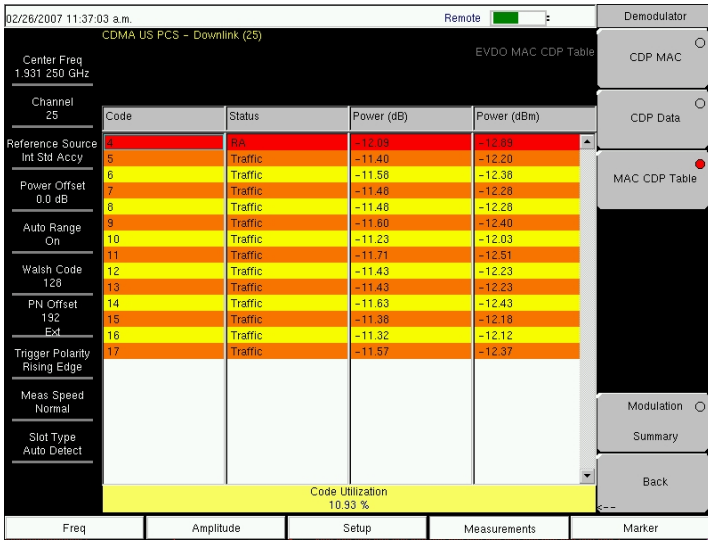 02/26/2007 11:37:03 a.m.
Remote
Demodulator
CDMA US PCS - Downlink (25)
EVDO MAC CDP Table
Center Freq
1.931 250 GHz
Channel
25
Reference Source
Int Std Accy
Power Offset
0.0 dB
Auto Range
On
Walsh Code
128
PN Offset
192
Ext
Trigger Polarity
Rising Edge
Meas Speed
Normal
Slot Type
Auto Detect
Code Status Power (dB) Power (dBm)
4 RA -12.09 -12.89
5 Traffic -11.40 -12.20
6 Traffic -11.58 -12.38
7 Traffic -11.48 -12.28
8 Traffic -11.48 -12.28
9 Traffic -11.60 -12.40
10 Traffic -11.23 -12.03
11 Traffic -11.71 -12.51
12 Traffic -11.43 -12.23
13 Traffic -11.43 -12.23
14 Traffic -11.63 -12.43
15 Traffic -11.38 -12.18
16 Traffic -11.32 -12.12
17 Traffic -11.57 -12.37
Code Utilization
10.93 %
CDP MAC
CDP Data
MAC CDP Table
Modulation
Summary
Back
<--
Freq Amplitude Setup Measurements Marker